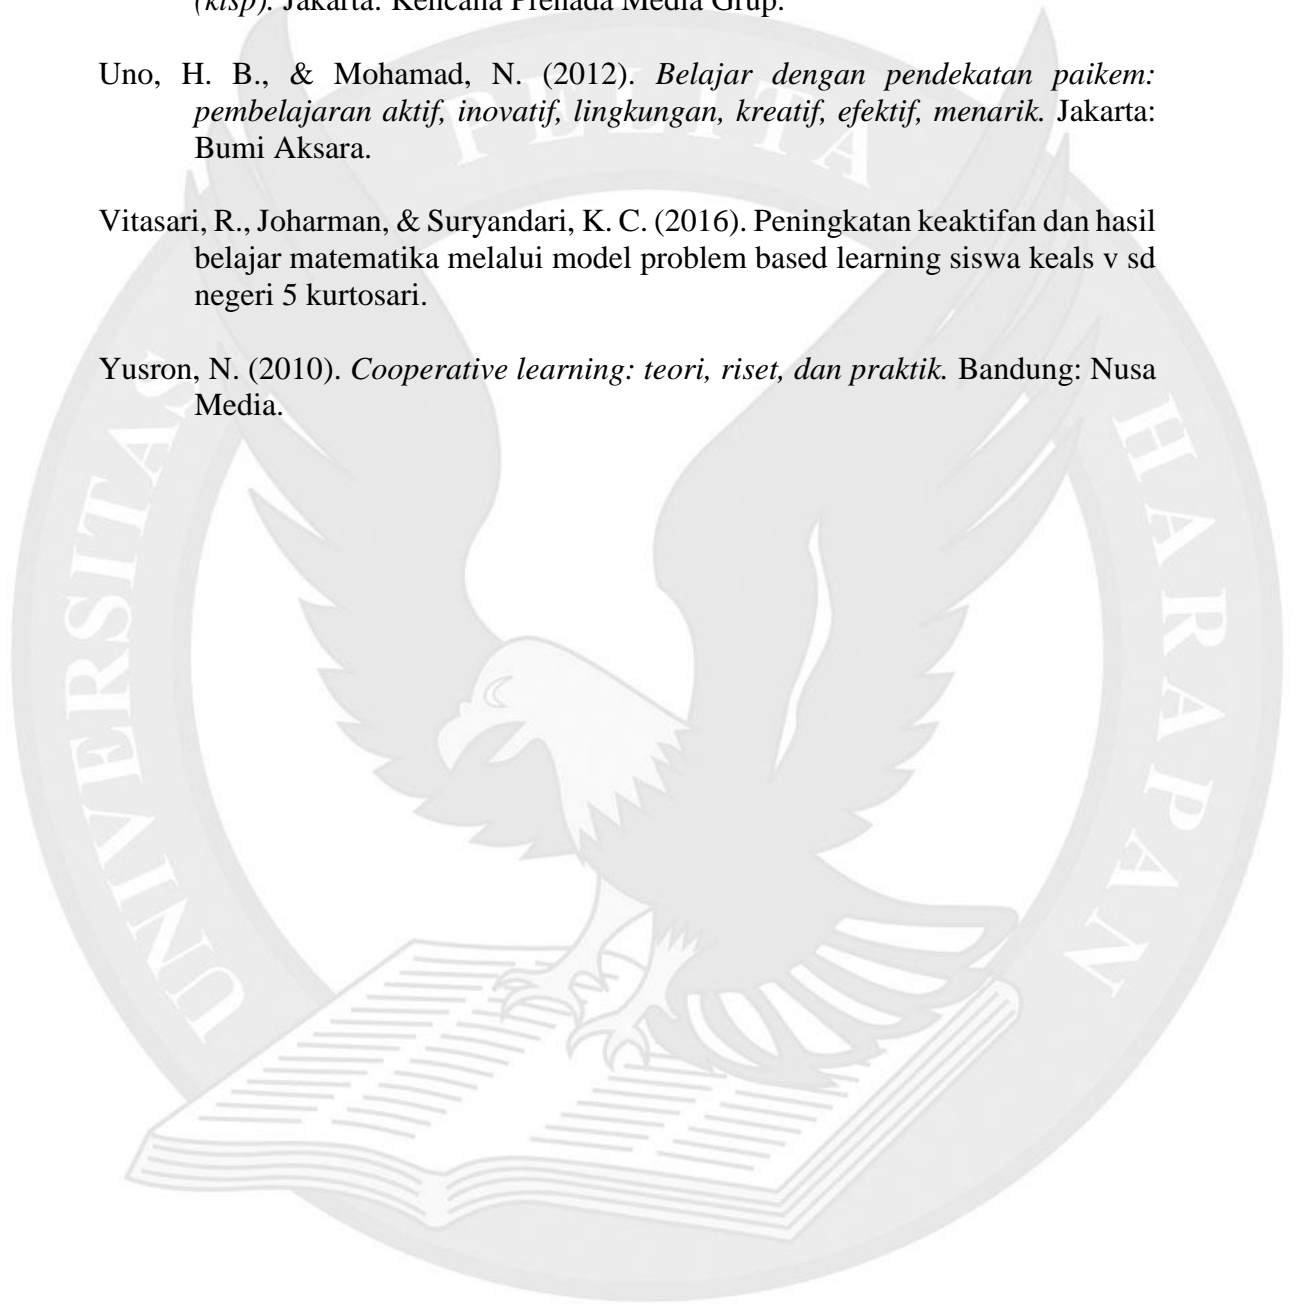 (ktsp). Jakarta: Kencana Prenada Media Grup.
Uno, H. B., & Mohamad, N. (2012). Belajar dengan pendekatan paikem:
pembelajaran aktif, inovatif, lingkungan, kreatif, efektif, menarik. Jakarta:
Bumi Aksara.
Vitasari, R., Joharman, & Suryandari, K. C. (2016). Peningkatan keaktifan dan hasil
belajar matematika melalui model problem based learning siswa keals v sd
negeri 5 kurtosari.
Yusron, N. (2010). Cooperative learning: teori, riset, dan praktik. Bandung: Nusa
Media.
UNIVERSITAS PELITA HARAPAN